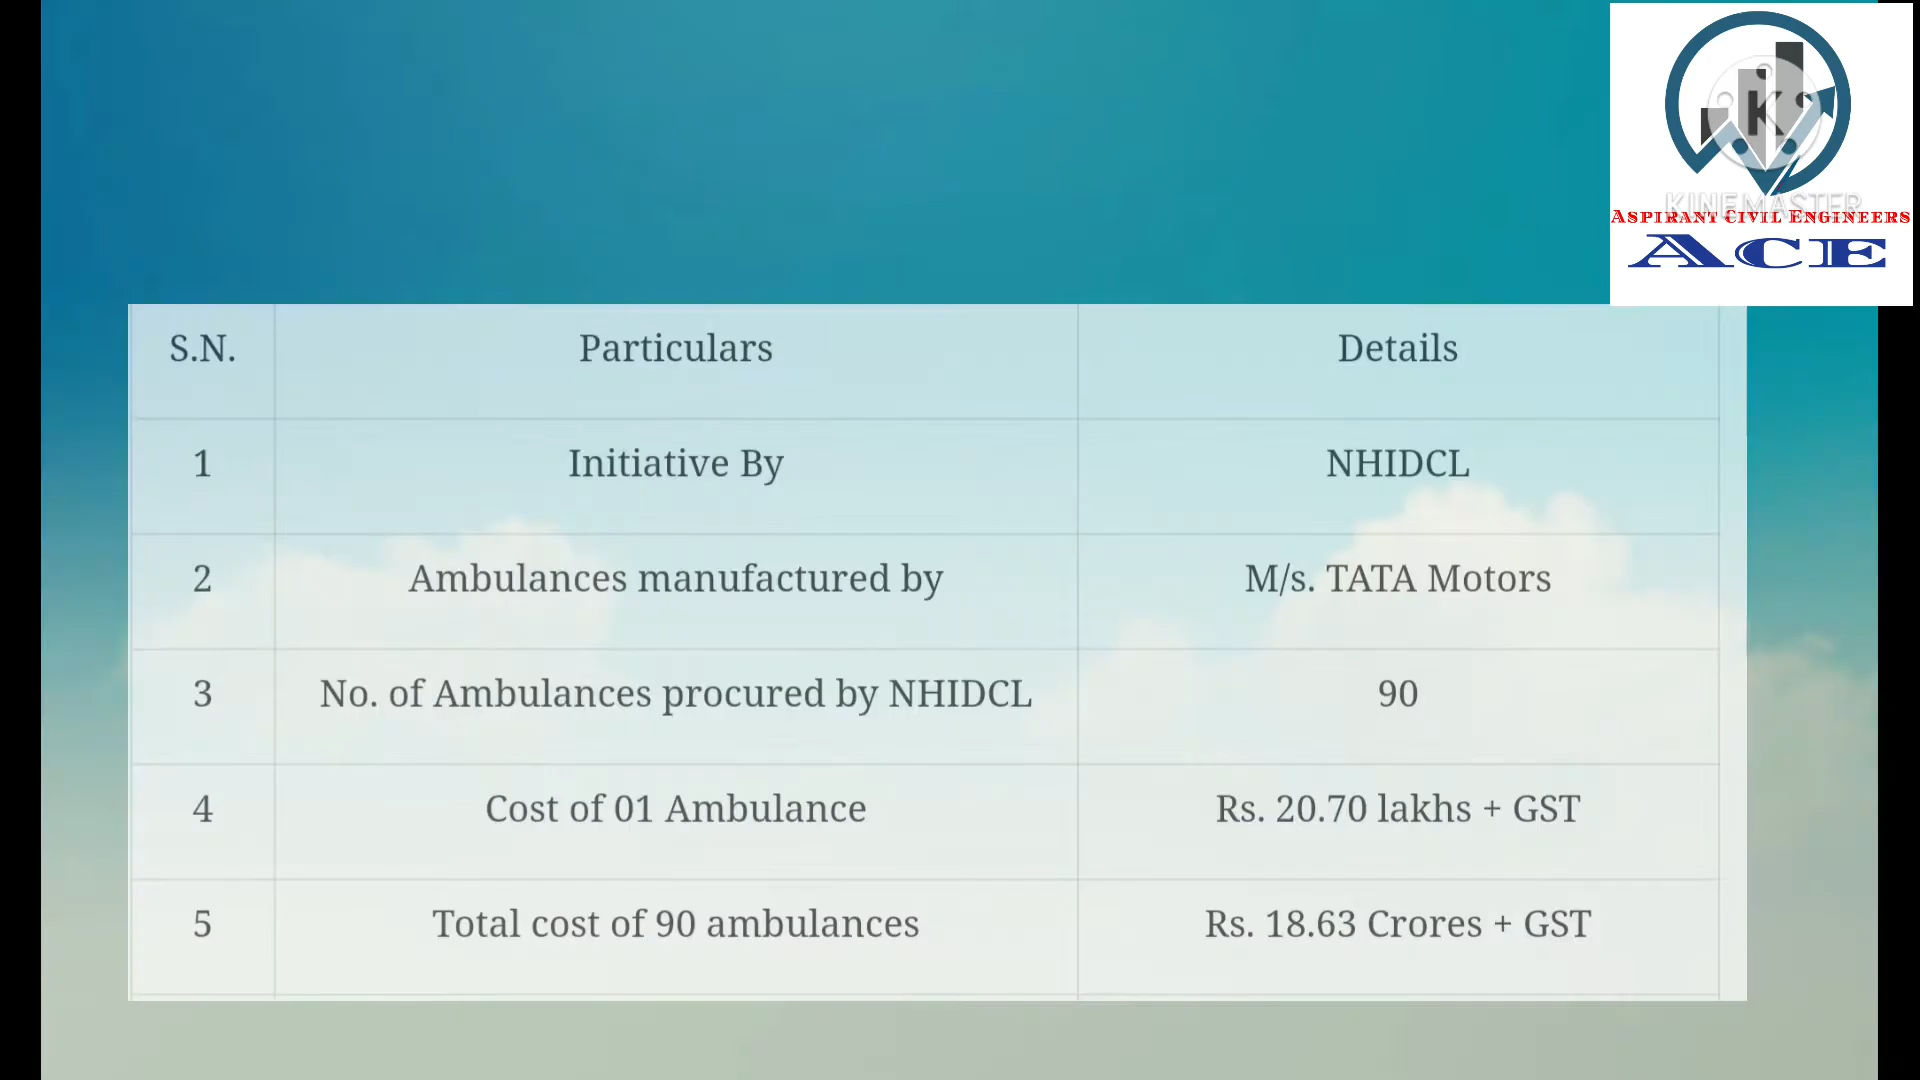 K
KINEMASTER
ASPIRANT CIVIL ENGINEERS
ACE
S.N. Particulars Details
1 Initiative By NHIDCL
2 Ambulances manufactured by M/s. TATA Motors
3 No. of Ambulances procured by NHIDCL 90
4 Cost of 01 Ambulance Rs. 20.70 lakhs + GST
5 Total cost of 90 ambulances Rs. 18.63 Crores + GST